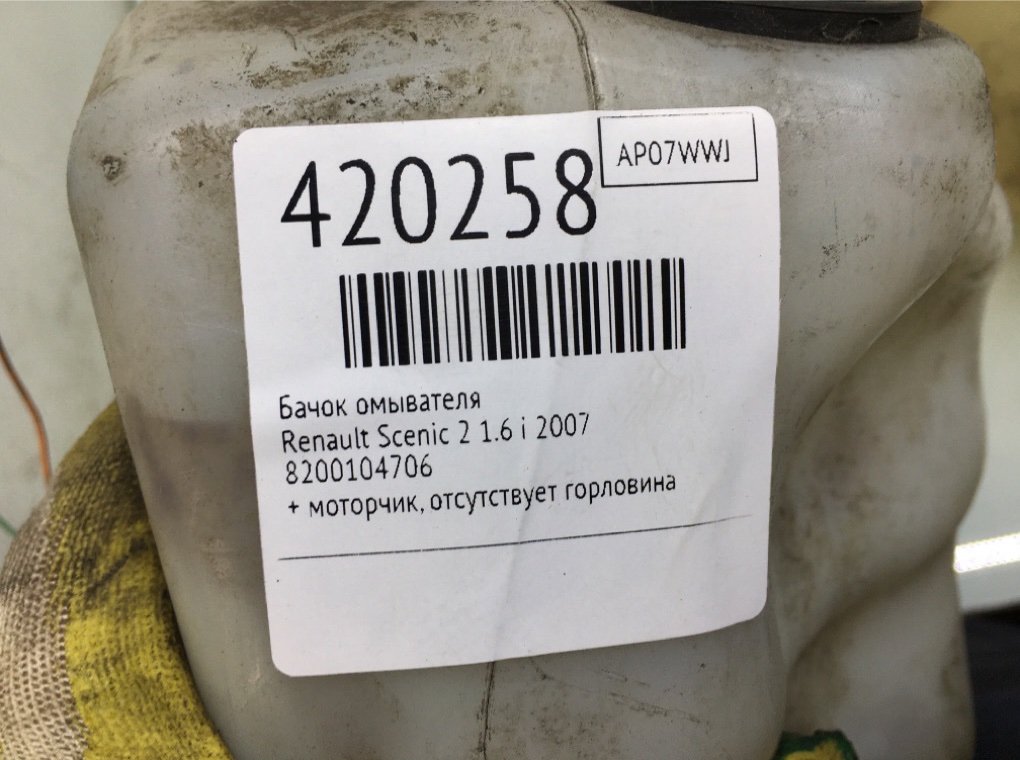 420258
AP07WWJ
Бачок омывателя
Renault Scenic 2 1.6 i 2007
8200104706
+ моторчик, отсутствует горловина